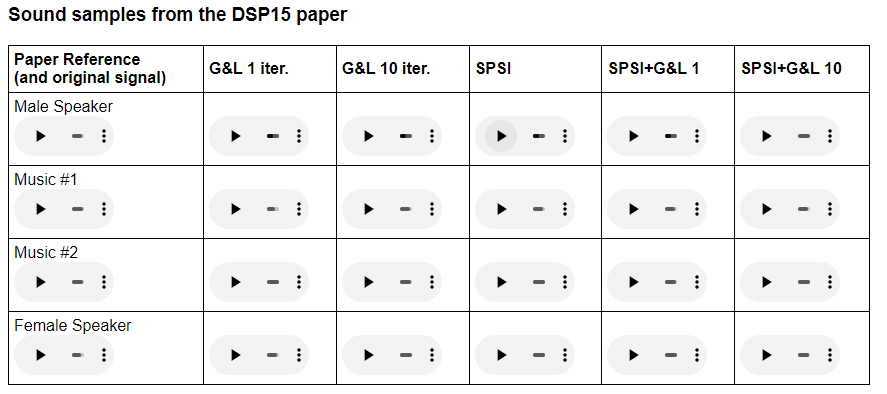 Sound samples from the DSP15 paper
Paper Reference
(and original signal)
G&L 1 iter.
G&L 10 iter.
SPSI
SPSI+G&L 1
SPSI+G&L 10
Male Speaker
Music #1
Music #2
Female Speaker